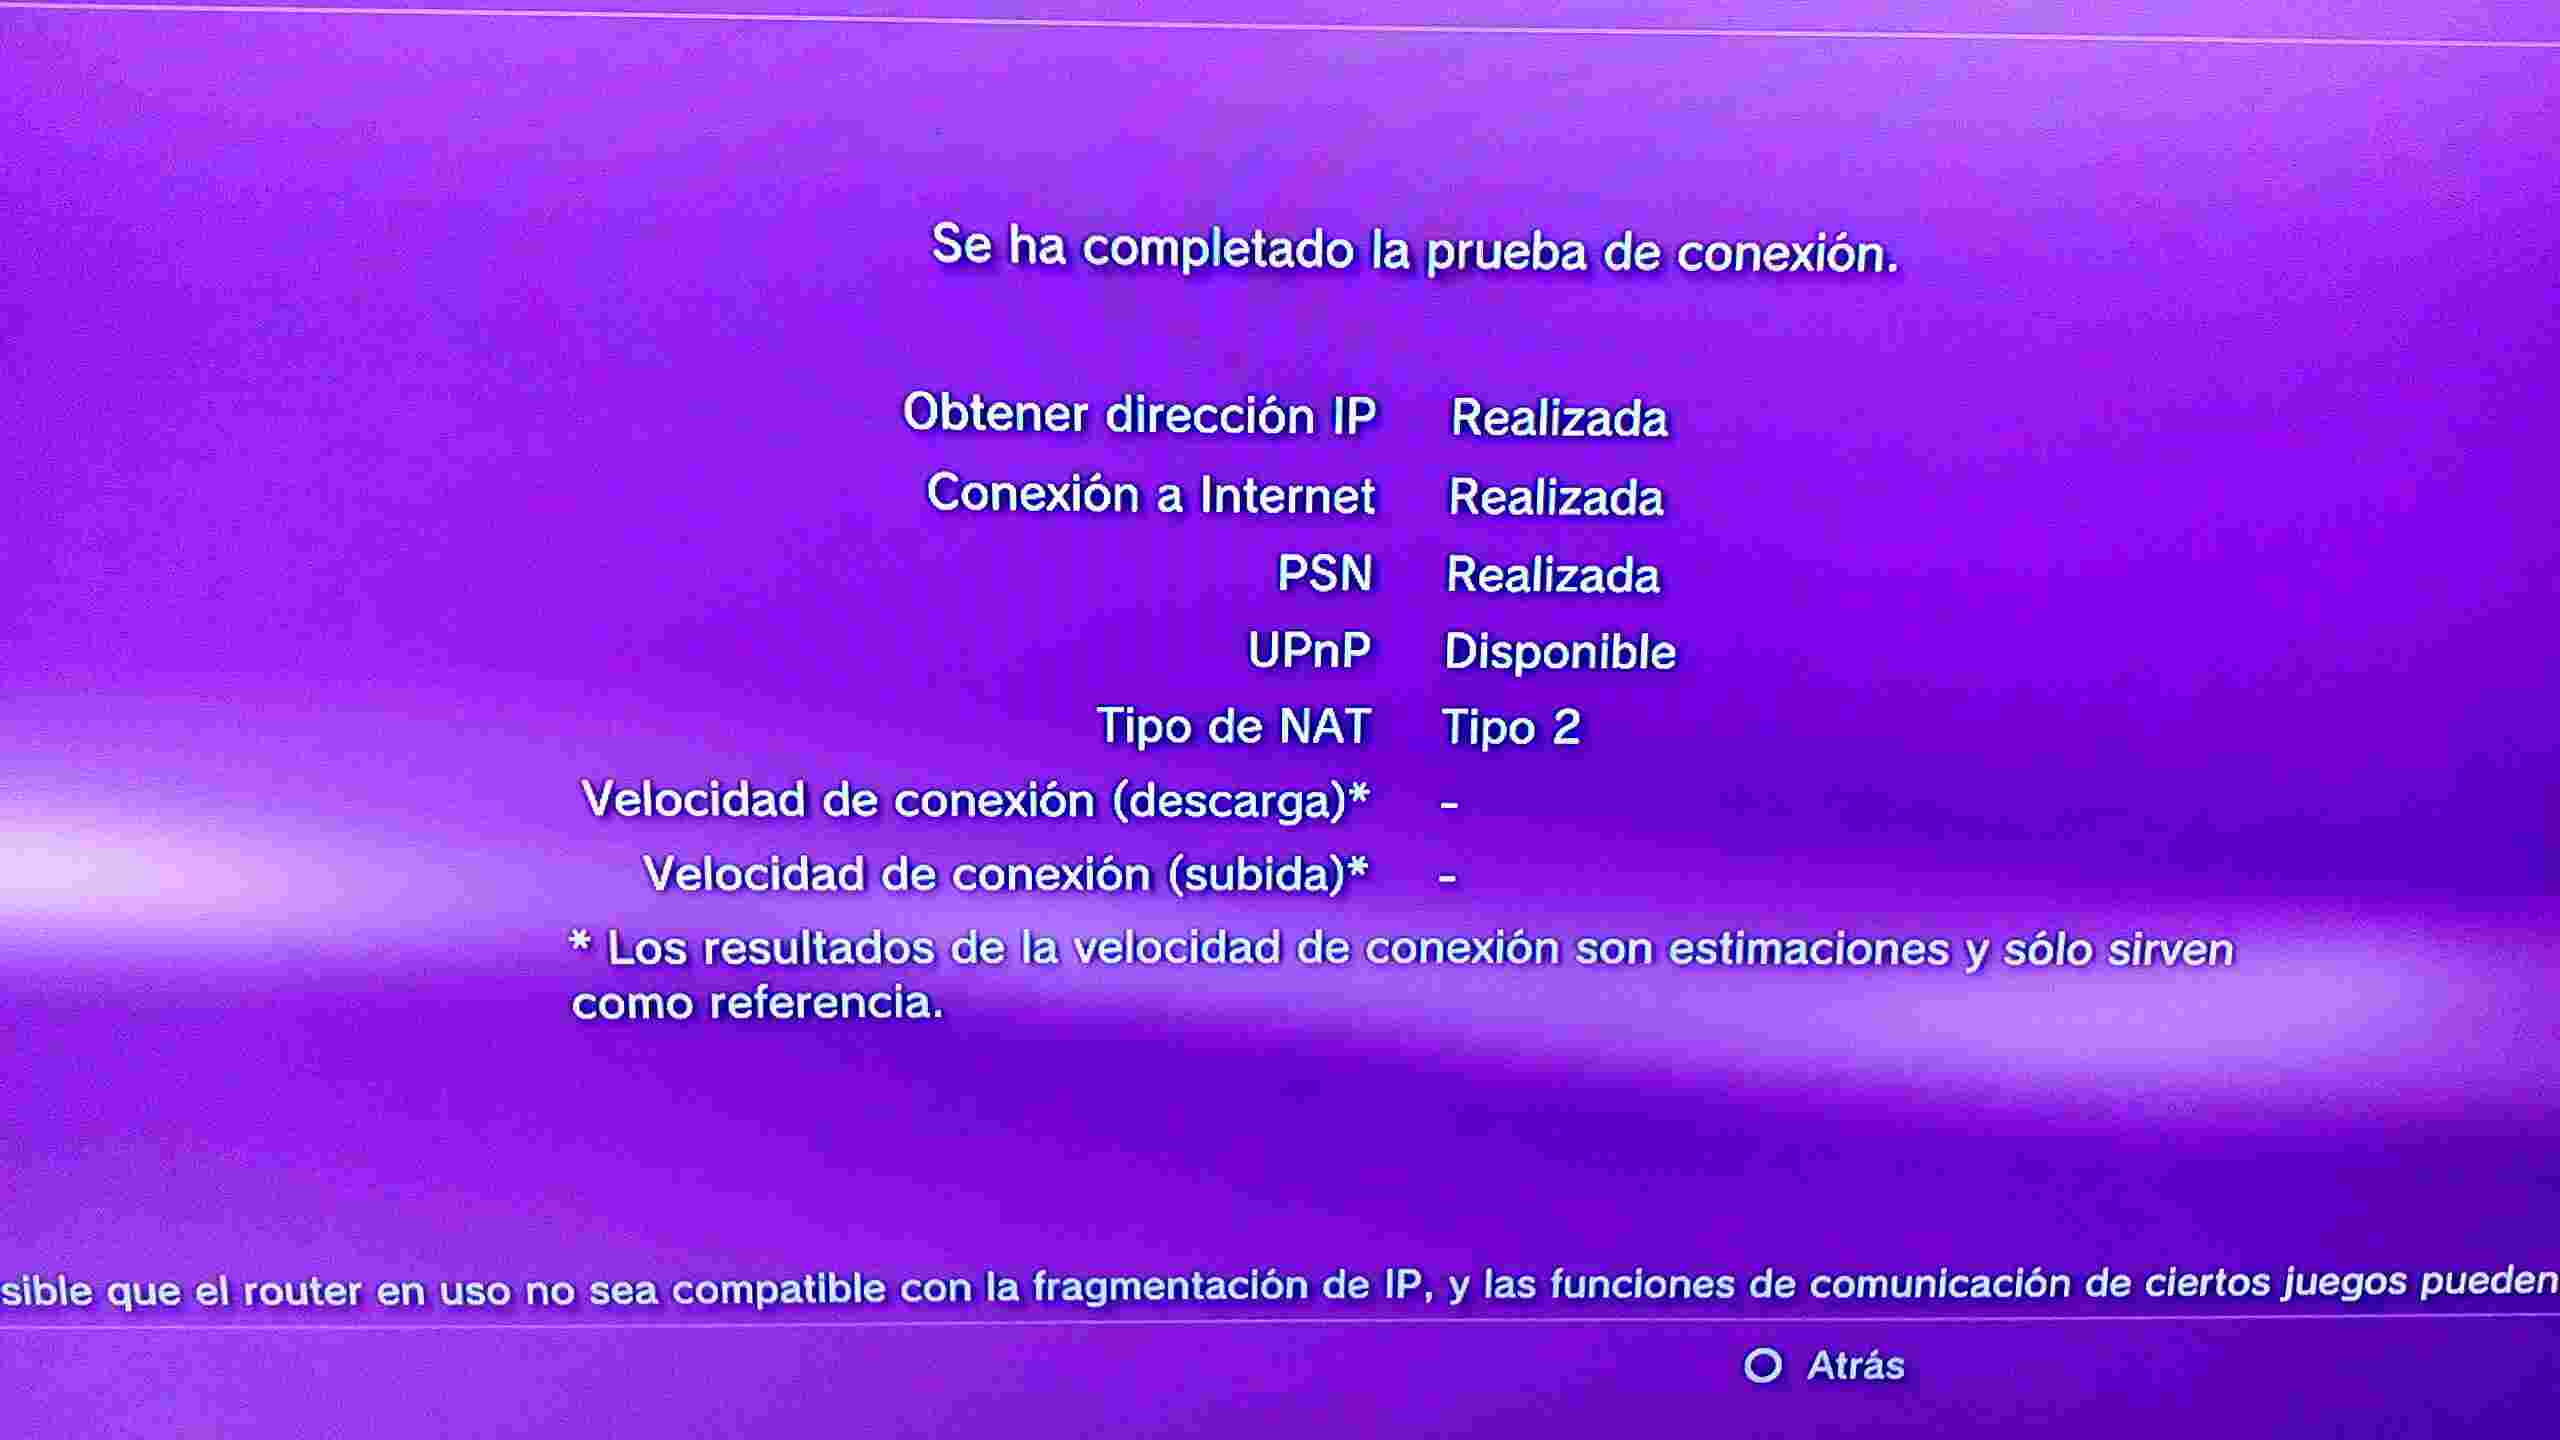 Se ha completado la prueba de conexión.
Obtener dirección IP Realizada
Conexión a Internet Realizada
PSN Realizada
UPnP Disponible
Tipo de NAT Tipo 2
Velocidad de conexión (descarga)* -
Velocidad de conexión (subida)* -
* Los resultados de la velocidad de conexión son estimaciones y sólo sirven
como referencia.
sible que el router en uso no sea compatible con la fragmentación de IP, y las funciones de comunicación de ciertos juegos pueden
Atrás